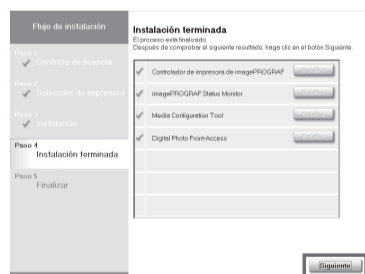 Flujo de instalación
Paso 1
Contrato de licencia
Paso 2
Selección de impresora
Paso 3
Instalación
Paso 4
Instalación terminada
Paso 5
Finalizar
Instalación terminada
El proceso está finalizado.
Después de comprobar el siguiente resultado, haga clic en el botón Siguiente.
Controlador de impresora de imagePROGRAF
imagePROGRAF Status Monitor
Media Configuration Tool
Digital Photo Front-Access
Siguiente